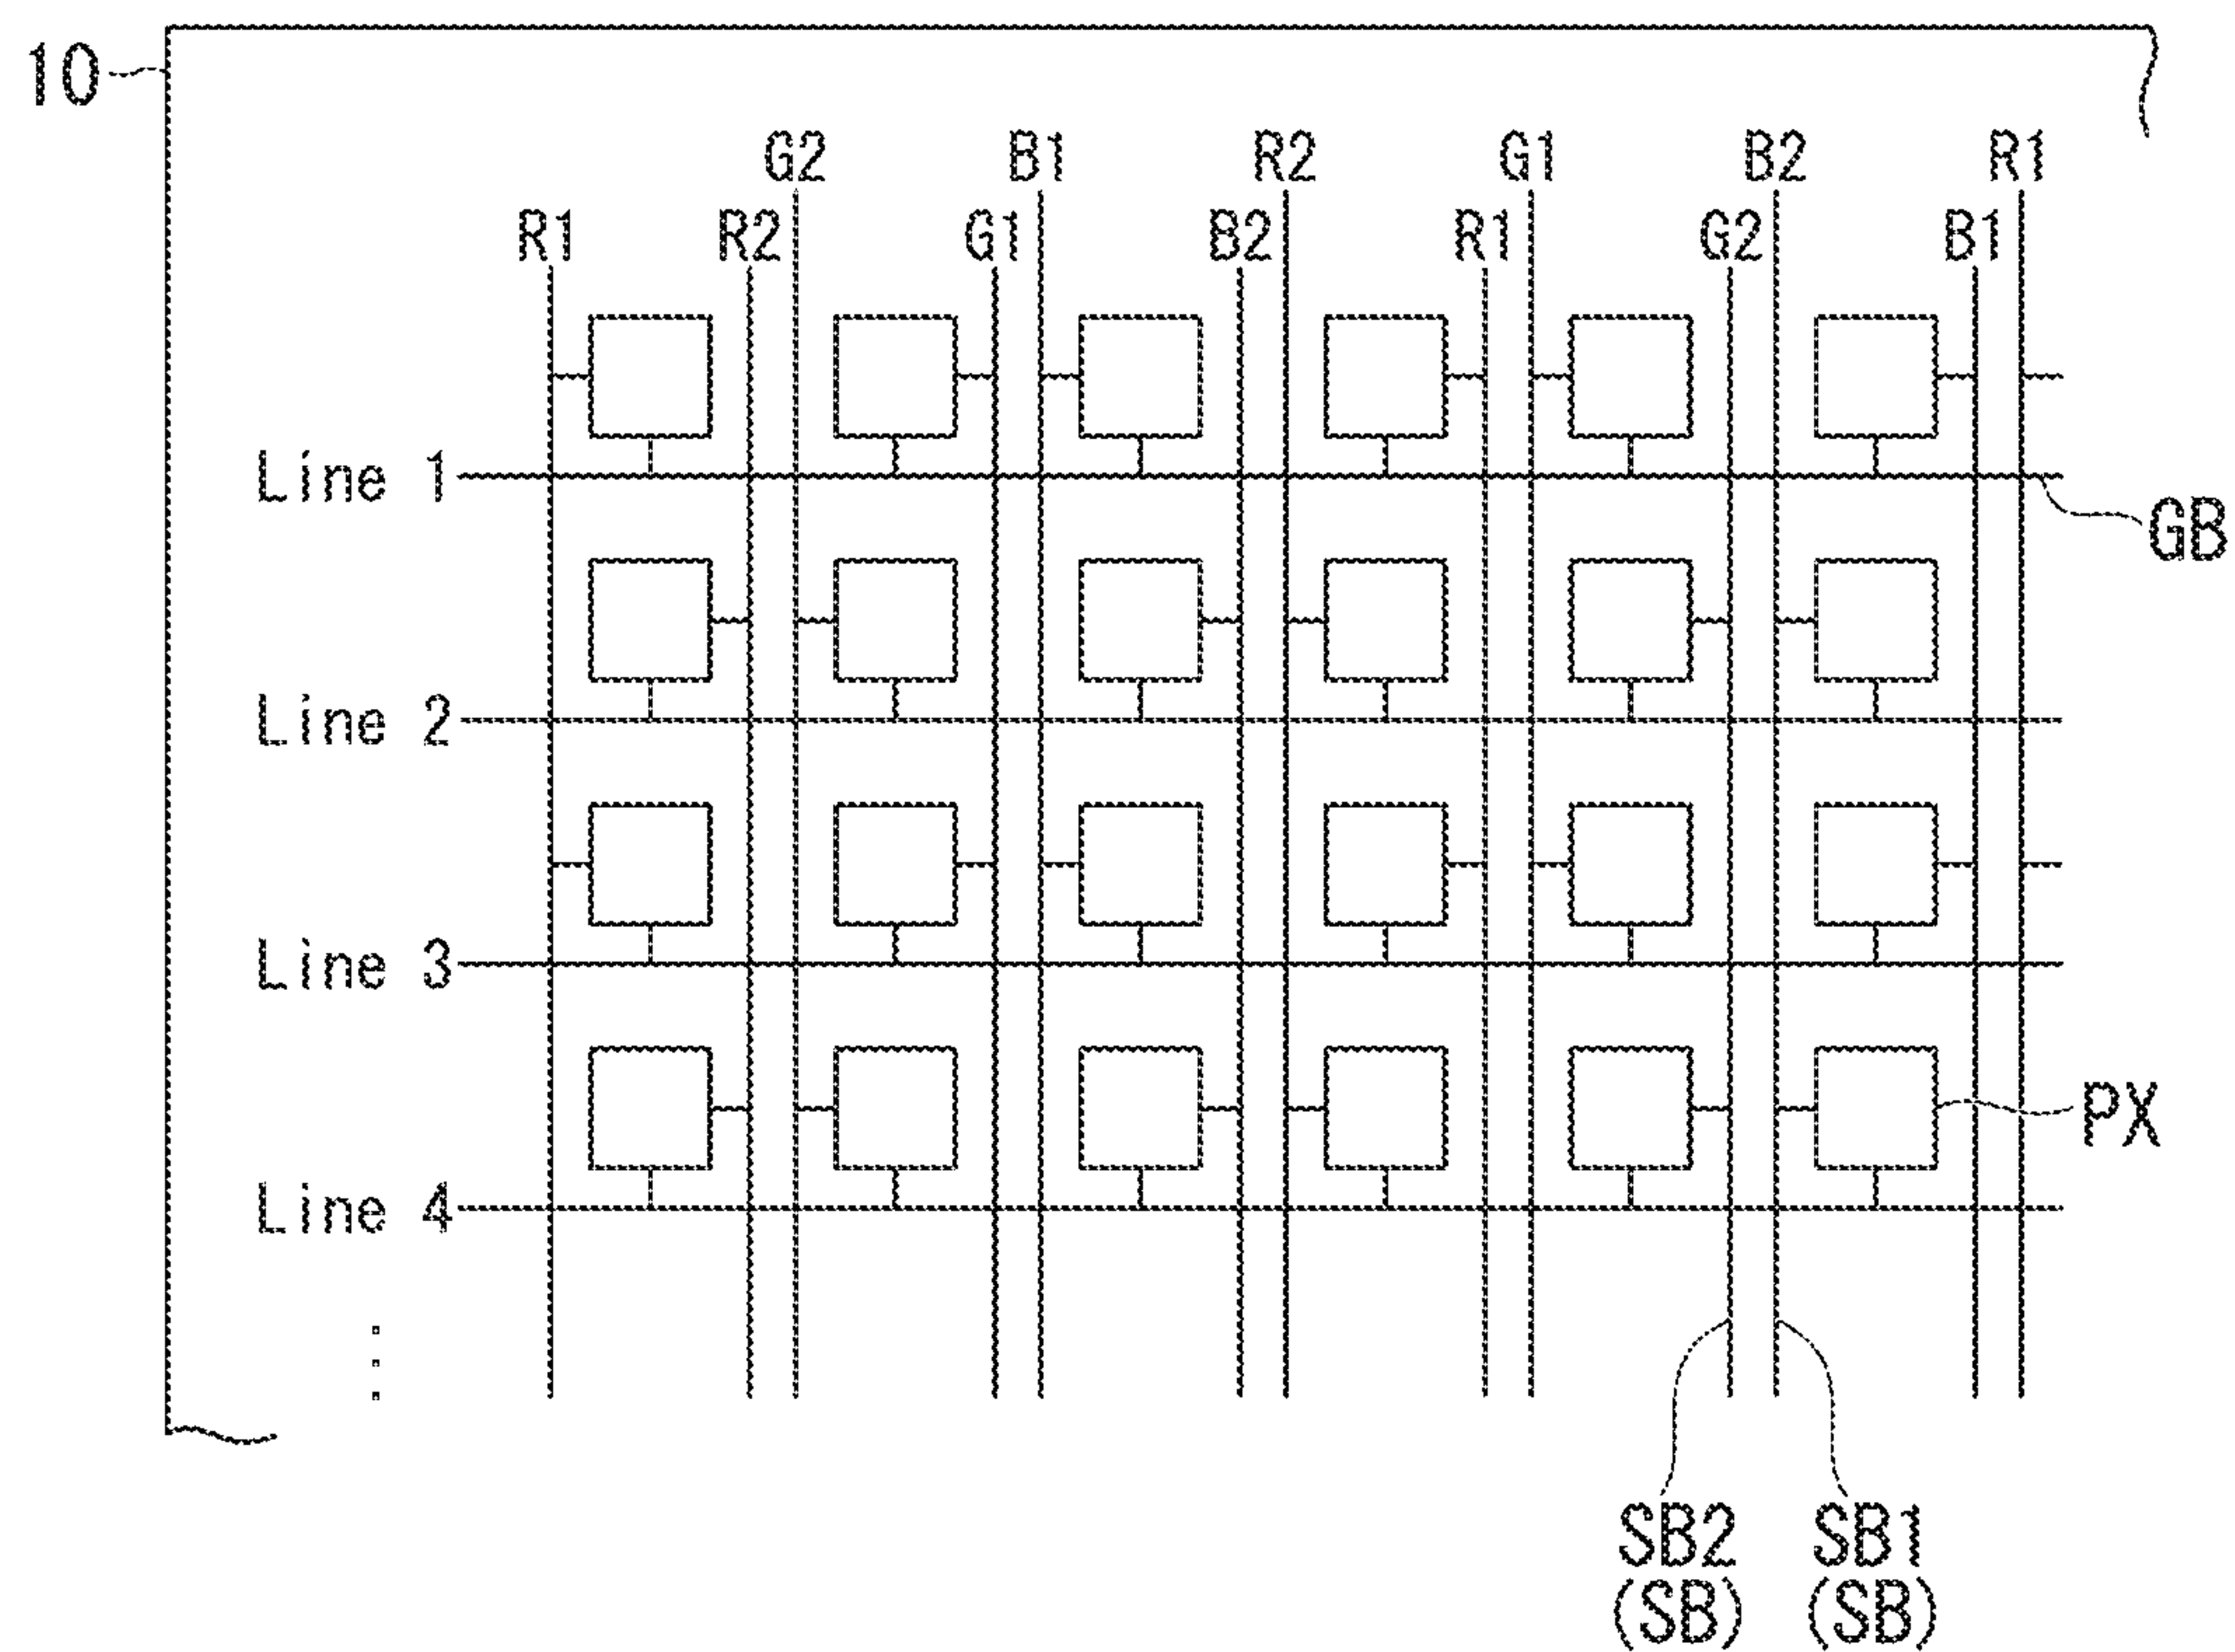 10
G2 B1 R2 G1 B2 R1
R1 R2 G1 B2 R1 G2 B1
Line 1
GB
Line 2
Line 3
PX
Line 4
SB2 SB1
(SB) (SB)